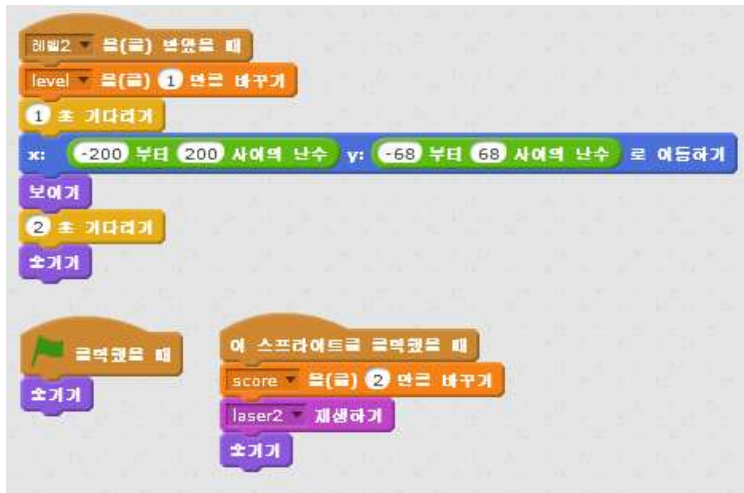 레벨2 을(를) 받았을 때
level 을(를) 1 만큼 바꾸기
1 초 기다리기
x: -200 부터 200 사이의 난수 y: -68 부터 68 사이의 난수 로 이동하기
보이기
2 초 기다리기
숨기기
클릭했을 때
숨기기
이 스프라이트를 클릭했을 때
score 을(를) 2 만큼 바꾸기
laser2 재생하기
숨기기